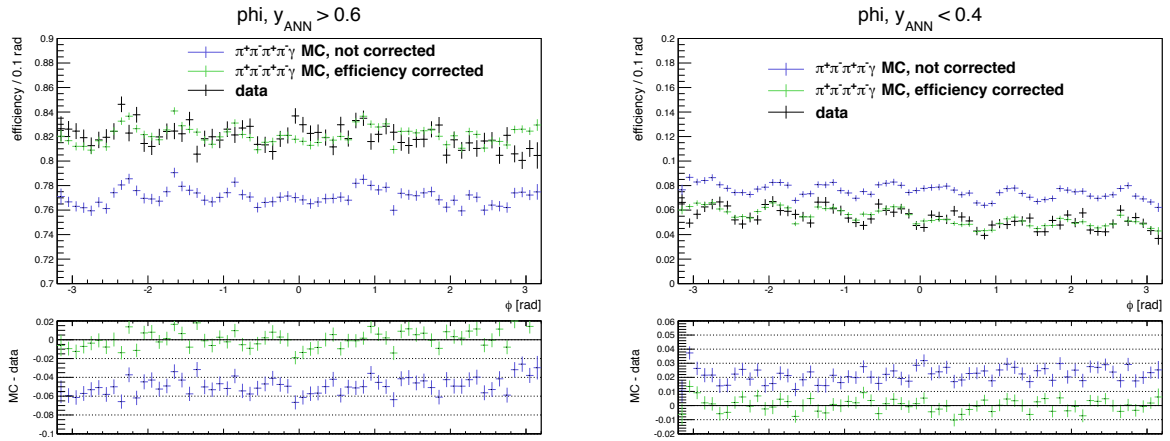 phi, yANN > 0.6
efficiency / 0.1 rad
0.9
0.88
0.86
0.84
0.82
0.8
0.78
0.76
0.74
0.72
0.7
π+π-π+π-γ MC, not corrected
π+π-π+π-γ MC, efficiency corrected
data
-3 -2 -1 0 1 2 3
ϕ [rad]
MC - data
0.02
0
-0.02
-0.04
-0.06
-0.08
-0.1
phi, yANN < 0.4
efficiency / 0.1 rad
0.2
0.18
0.16
0.14
0.12
0.1
0.08
0.06
0.04
0.02
0
π+π-π+π-γ MC, not corrected
π+π-π+π-γ MC, efficiency corrected
data
-3 -2 -1 0 1 2 3
ϕ [rad]
MC - data
0.06
0.05
0.04
0.03
0.02
0.01
0
-0.01
-0.02